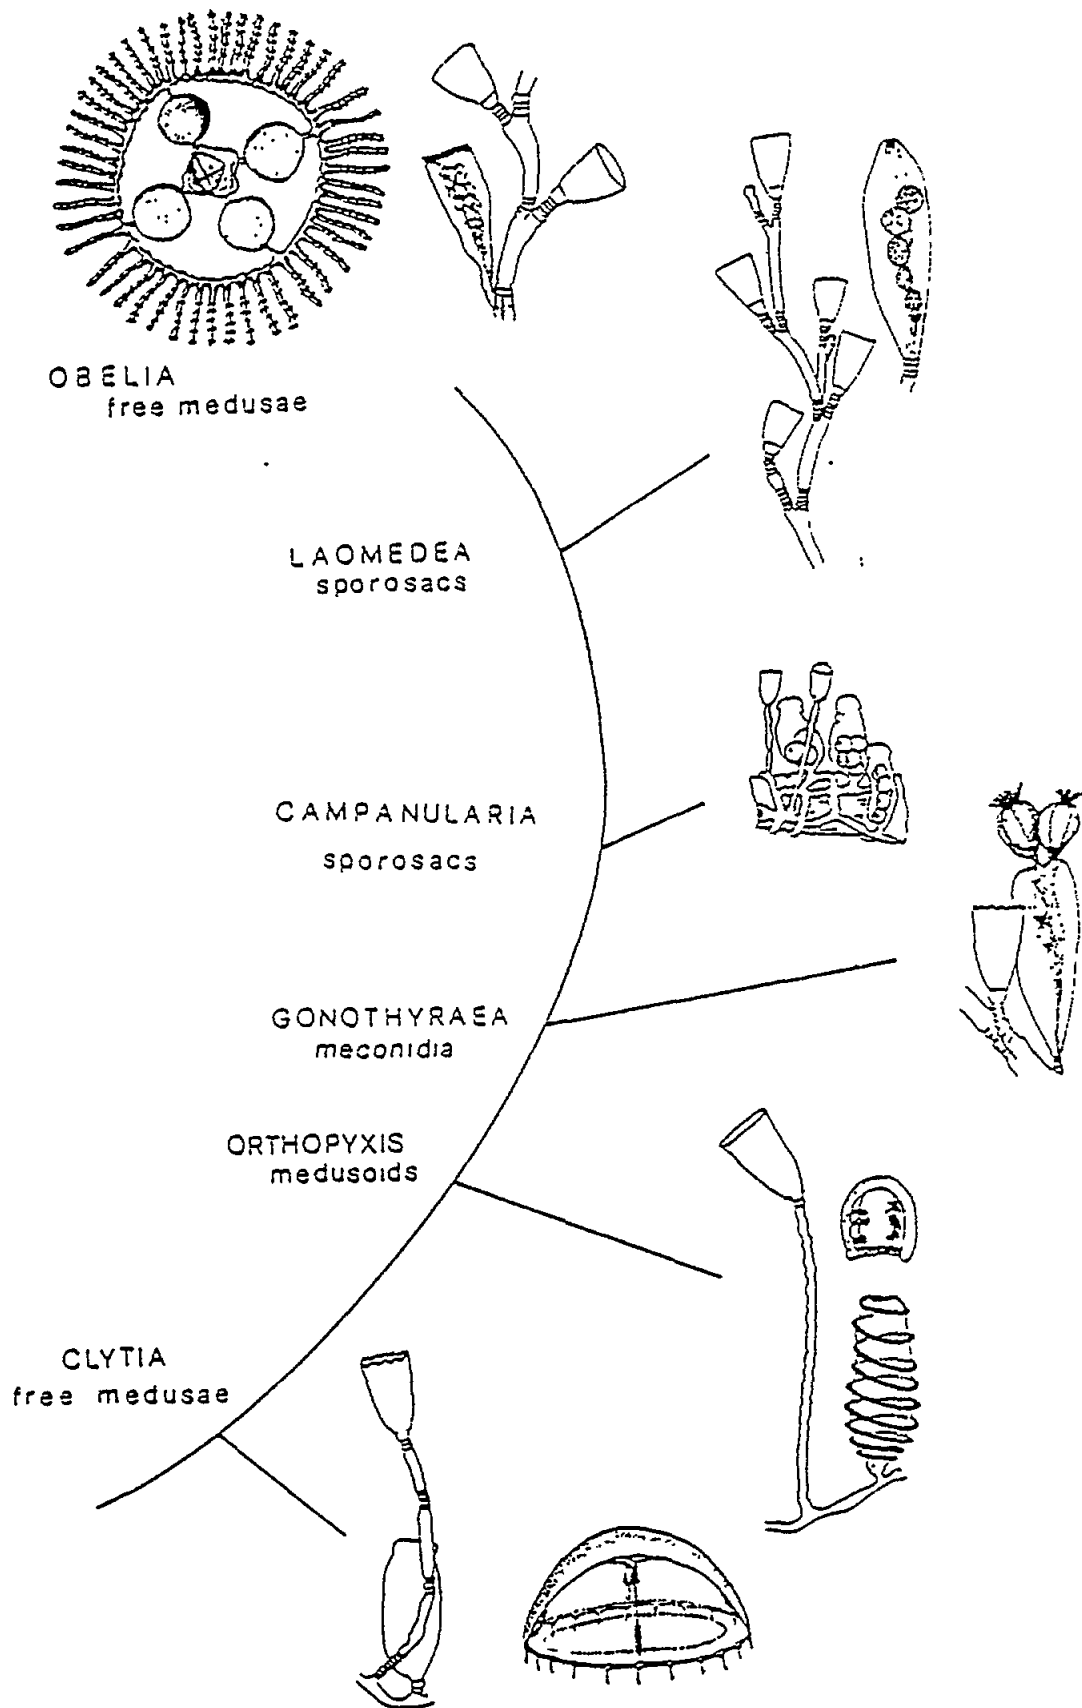 OBELIA
free medusae
LAOMEDEA
sporosacs
CAMPANULARIA
sporosacs
GONOTHYRAEA
meconidia
ORTHOPYXIS
medusoids
CLYTIA
free medusae